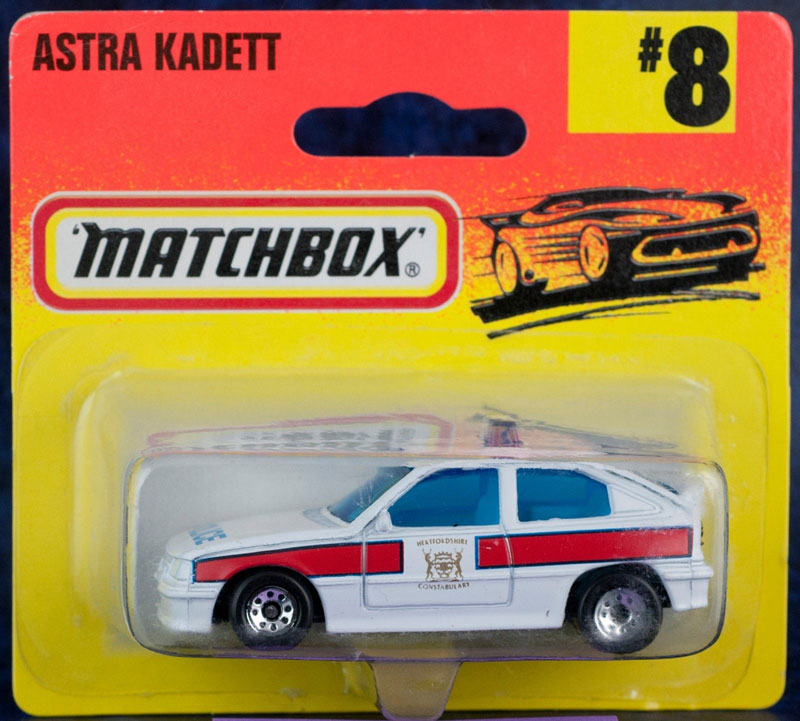 ASTRA KADETT
#8
'MATCHBOX'®
HERTFORDSHIRE
CONSTABULARY